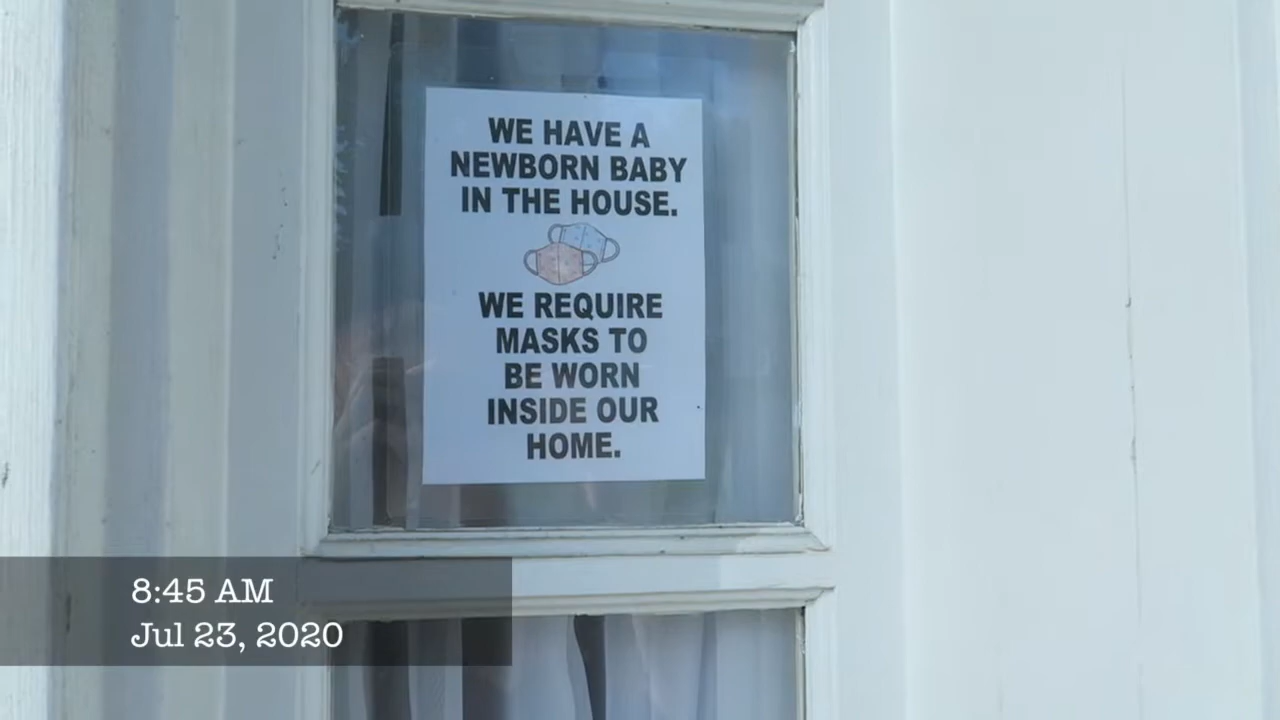 WE HAVE A
NEWBORN BABY
IN THE HOUSE.
WE REQUIRE
MASKS TO
BE WORN
INSIDE OUR
HOME.
8:45 AM
Jul 23, 2020